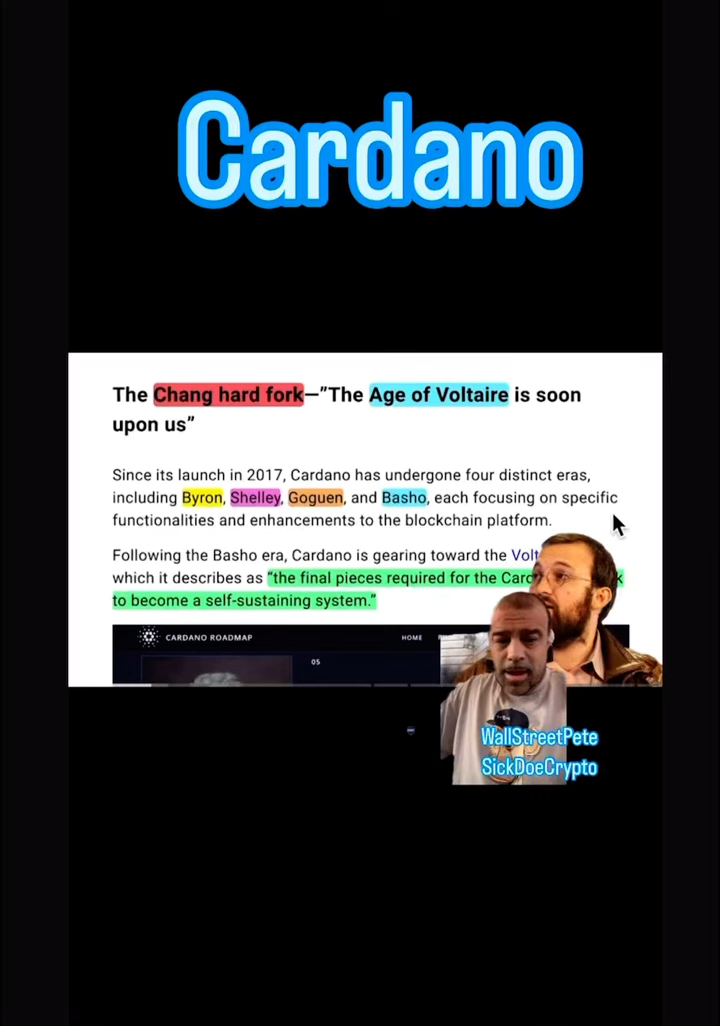 Cardano
The Chang hard fork—”The Age of Voltaire is soon
upon us”
Since its launch in 2017, Cardano has undergone four distinct eras,
including Byron, Shelley, Goguen, and Basho, each focusing on specific
functionalities and enhancements to the blockchain platform.
Following the Basho era, Cardano is gearing toward the Volt
which it describes as “the final pieces required for the Card k
to become a self-sustaining system.”
CARDANO ROADMAP HOME
05
WallStreetPete
SickDoeCrypto